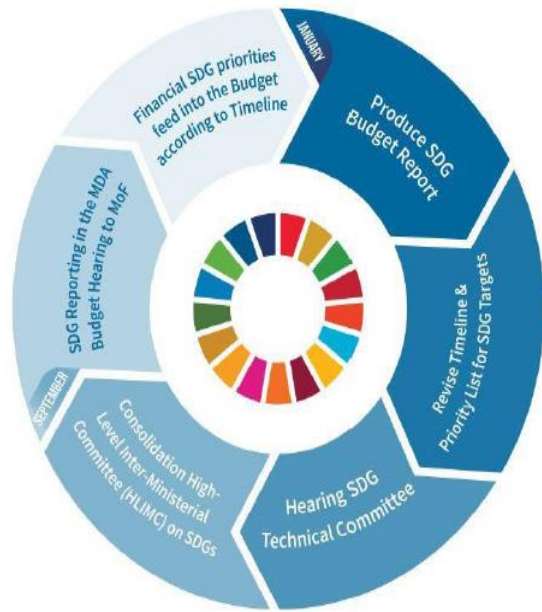 JANUARY
Produce SDG
Budget Report
Revise Timeline &
Priority List for SDG Targets
Hearing SDG
Technical Committee
Consolidation High-
Level Inter-Ministerial
Committee (HLIMC) on SDGs
SEPTEMBER
SDG Reporting in the MDA
Budget Hearing to MoF
Financial SDG priorities
feed into the Budget
according to Timeline